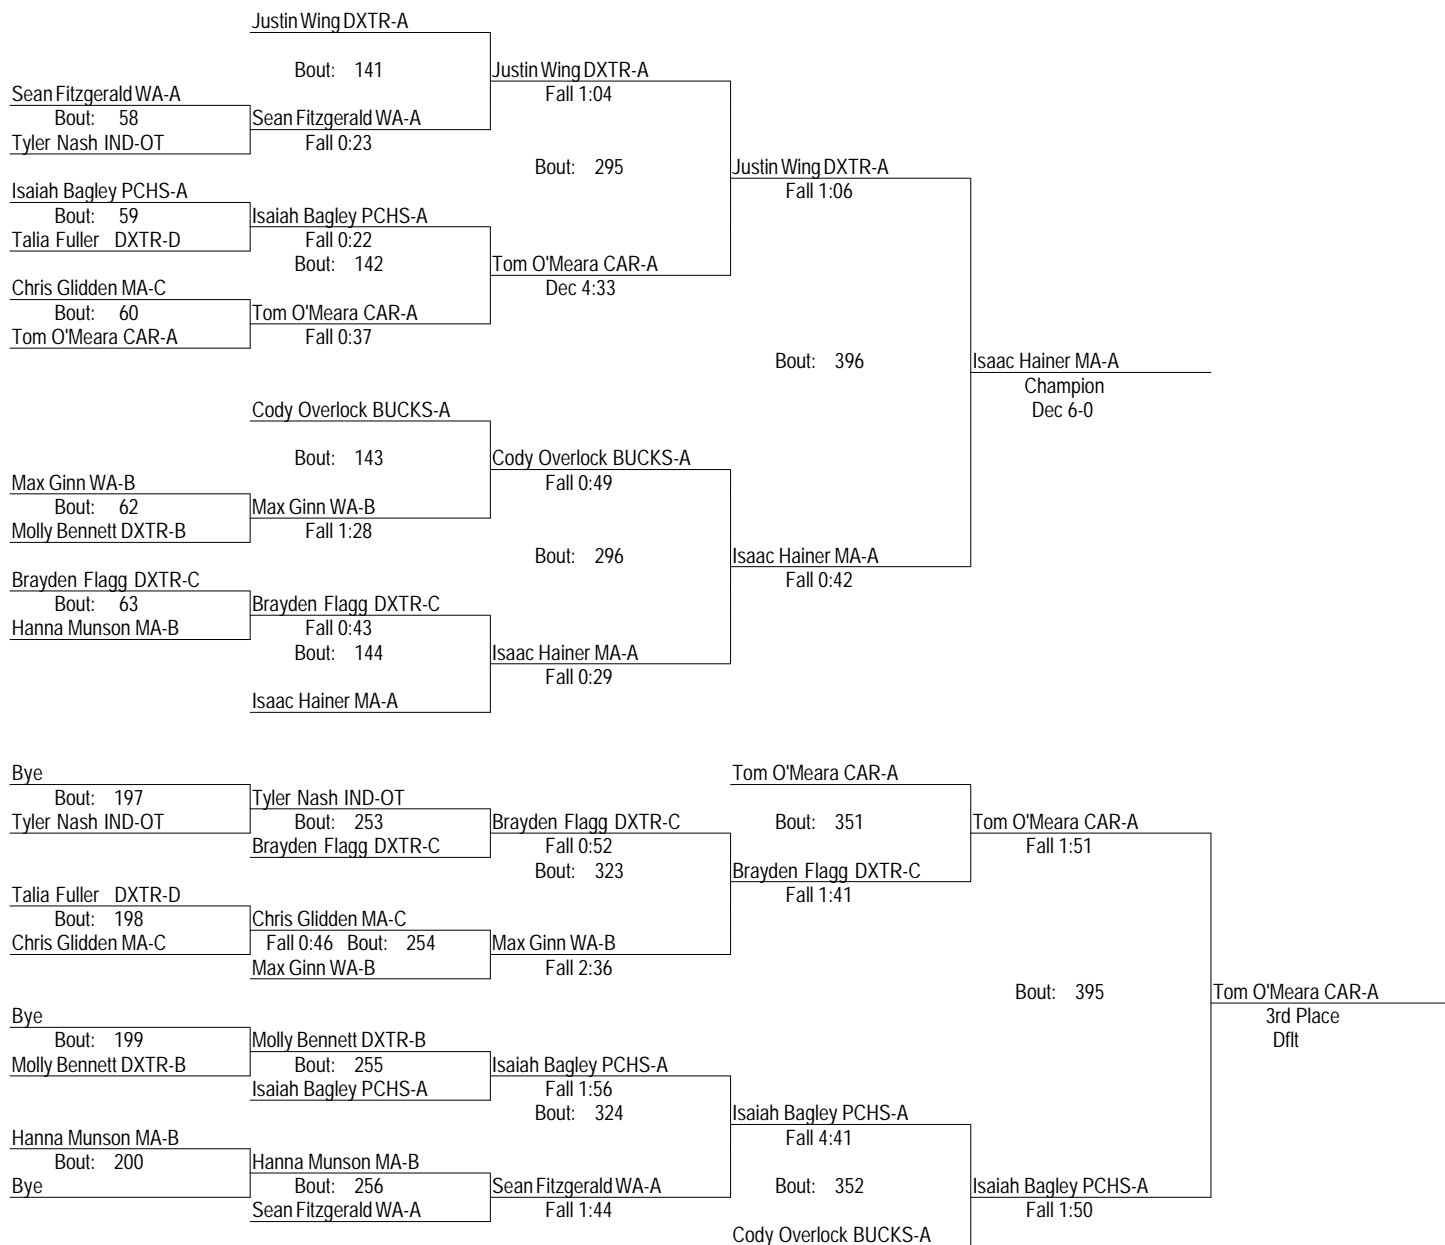 Justin Wing DXTR-A
Bout: 141
Justin Wing DXTR-A
Sean Fitzgerald WA-A
Fall 1:04
Bout: 58
Sean Fitzgerald WA-A
Tyler Nash IND-OT
Fall 0:23
Bout: 295
Justin Wing DXTR-A
Isaiah Bagley PCHS-A
Fall 1:06
Bout: 59
Isaiah Bagley PCHS-A
Talia Fuller DXTR-D
Fall 0:22
Bout: 142
Tom O'Meara CAR-A
Chris Glidden MA-C
Dec 4:33
Bout: 60
Tom O'Meara CAR-A
Tom O'Meara CAR-A
Fall 0:37
Bout: 396
Isaac Hainer MA-A
Champion
Dec 6-0
Cody Overlock BUCKS-A
Bout: 143
Cody Overlock BUCKS-A
Max Ginn WA-B
Fall 0:49
Bout: 62
Max Ginn WA-B
Molly Bennett DXTR-B
Fall 1:28
Bout: 296
Isaac Hainer MA-A
Brayden Flagg DXTR-C
Fall 0:42
Bout: 63
Brayden Flagg DXTR-C
Hanna Munson MA-B
Fall 0:43
Bout: 144
Isaac Hainer MA-A
Fall 0:29
Isaac Hainer MA-A
Bye
Tom O'Meara CAR-A
Bout: 197
Tyler Nash IND-OT
Tyler Nash IND-OT
Bout: 253
Brayden Flagg DXTR-C
Bout: 351
Tom O'Meara CAR-A
Brayden Flagg DXTR-C
Fall 0:52
Fall 1:51
Bout: 323
Brayden Flagg DXTR-C
Talia Fuller DXTR-D
Fall 1:41
Bout: 198
Chris Glidden MA-C
Chris Glidden MA-C
Fall 0:46 Bout: 254
Max Ginn WA-B
Max Ginn WA-B
Fall 2:36
Bout: 395
Tom O'Meara CAR-A
Bye
3rd Place
Bout: 199
Molly Bennett DXTR-B
Dflt
Molly Bennett DXTR-B
Bout: 255
Isaiah Bagley PCHS-A
Isaiah Bagley PCHS-A
Fall 1:56
Bout: 324
Isaiah Bagley PCHS-A
Hanna Munson MA-B
Fall 4:41
Bout: 200
Hanna Munson MA-B
Bye
Bout: 256
Sean Fitzgerald WA-A
Bout: 352
Isaiah Bagley PCHS-A
Sean Fitzgerald WA-A
Fall 1:44
Fall 1:50
Cody Overlock BUCKS-A